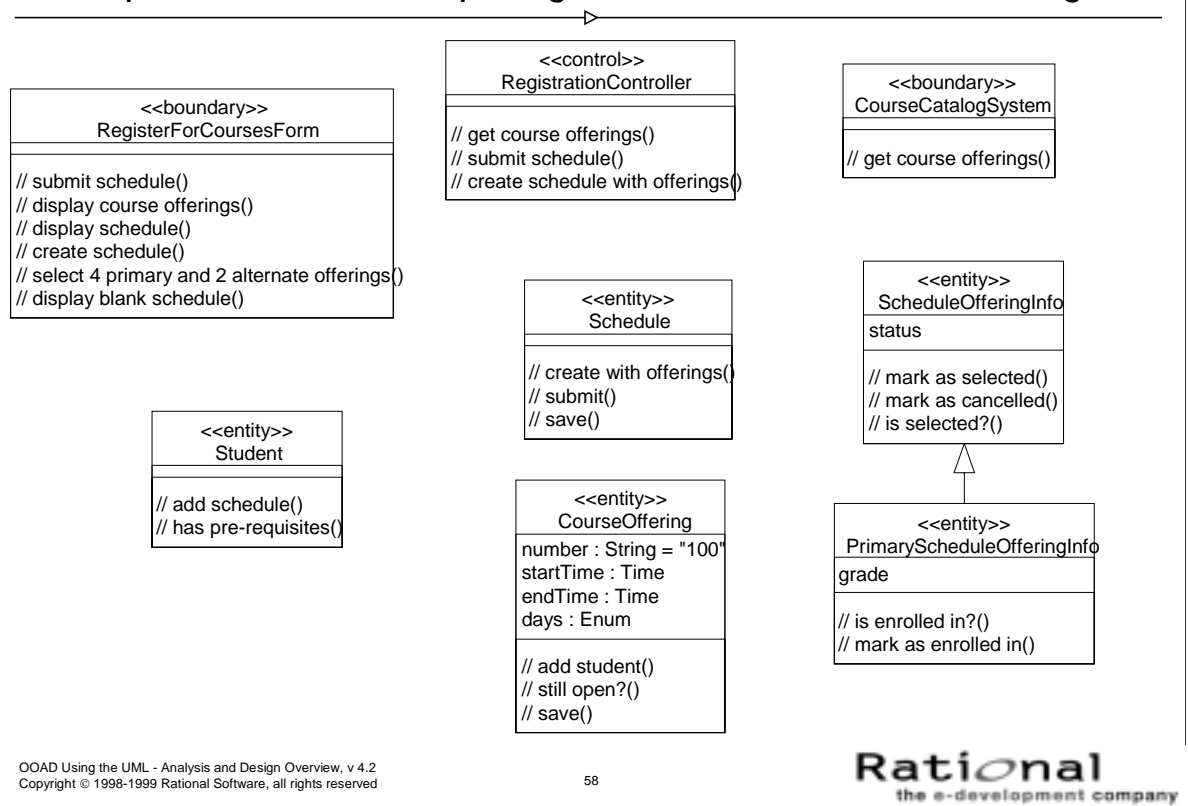 <<boundary>>
RegisterForCoursesForm
// submit schedule()
// display course offerings()
// display schedule()
// create schedule()
// select 4 primary and 2 alternate offerings()
// display blank schedule()
<<control>>
RegistrationController
// get course offerings()
// submit schedule()
// create schedule with offerings()
<<boundary>>
CourseCatalogSystem
// get course offerings()
<<entity>>
Schedule
// create with offerings()
// submit()
// save()
<<entity>>
ScheduleOfferingInfo
status
// mark as selected()
// mark as cancelled()
// is selected?()
<<entity>>
Student
// add schedule()
// has pre-requisites()
<<entity>>
CourseOffering
number : String = "100"
startTime : Time
endTime : Time
days : Enum
// add student()
// still open?()
// save()
<<entity>>
PrimaryScheduleOfferingInfo
grade
// is enrolled in?()
// mark as enrolled in()
OOAD Using the UML - Analysis and Design Overview, v 4.2
Copyright © 1998-1999 Rational Software, all rights reserved
58
Rational
the e-development company